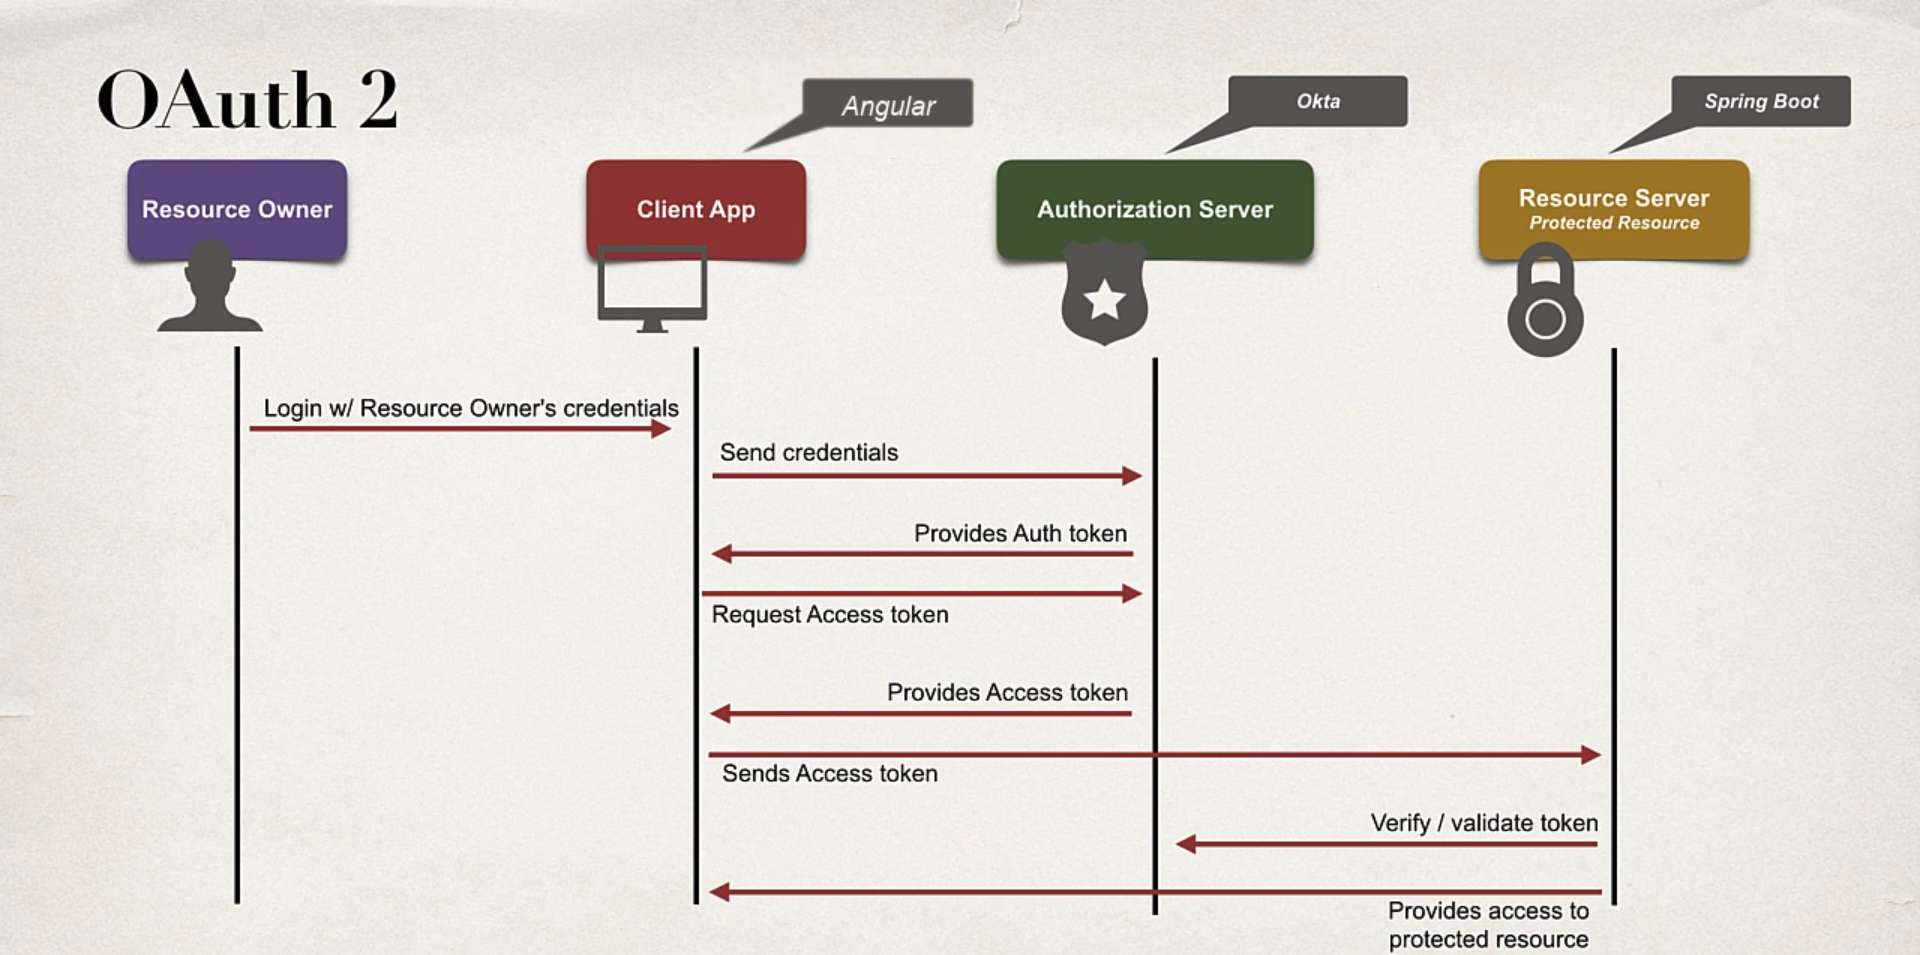 OAuth 2
Angular
Okta
Spring Boot
Resource Owner
Client App
Authorization Server
Resource Server
Protected Resource
Login w/ Resource Owner's credentials
Send credentials
Provides Auth token
Request Access token
Provides Access token
Sends Access token
Verify / validate token
Provides access to
protected resource